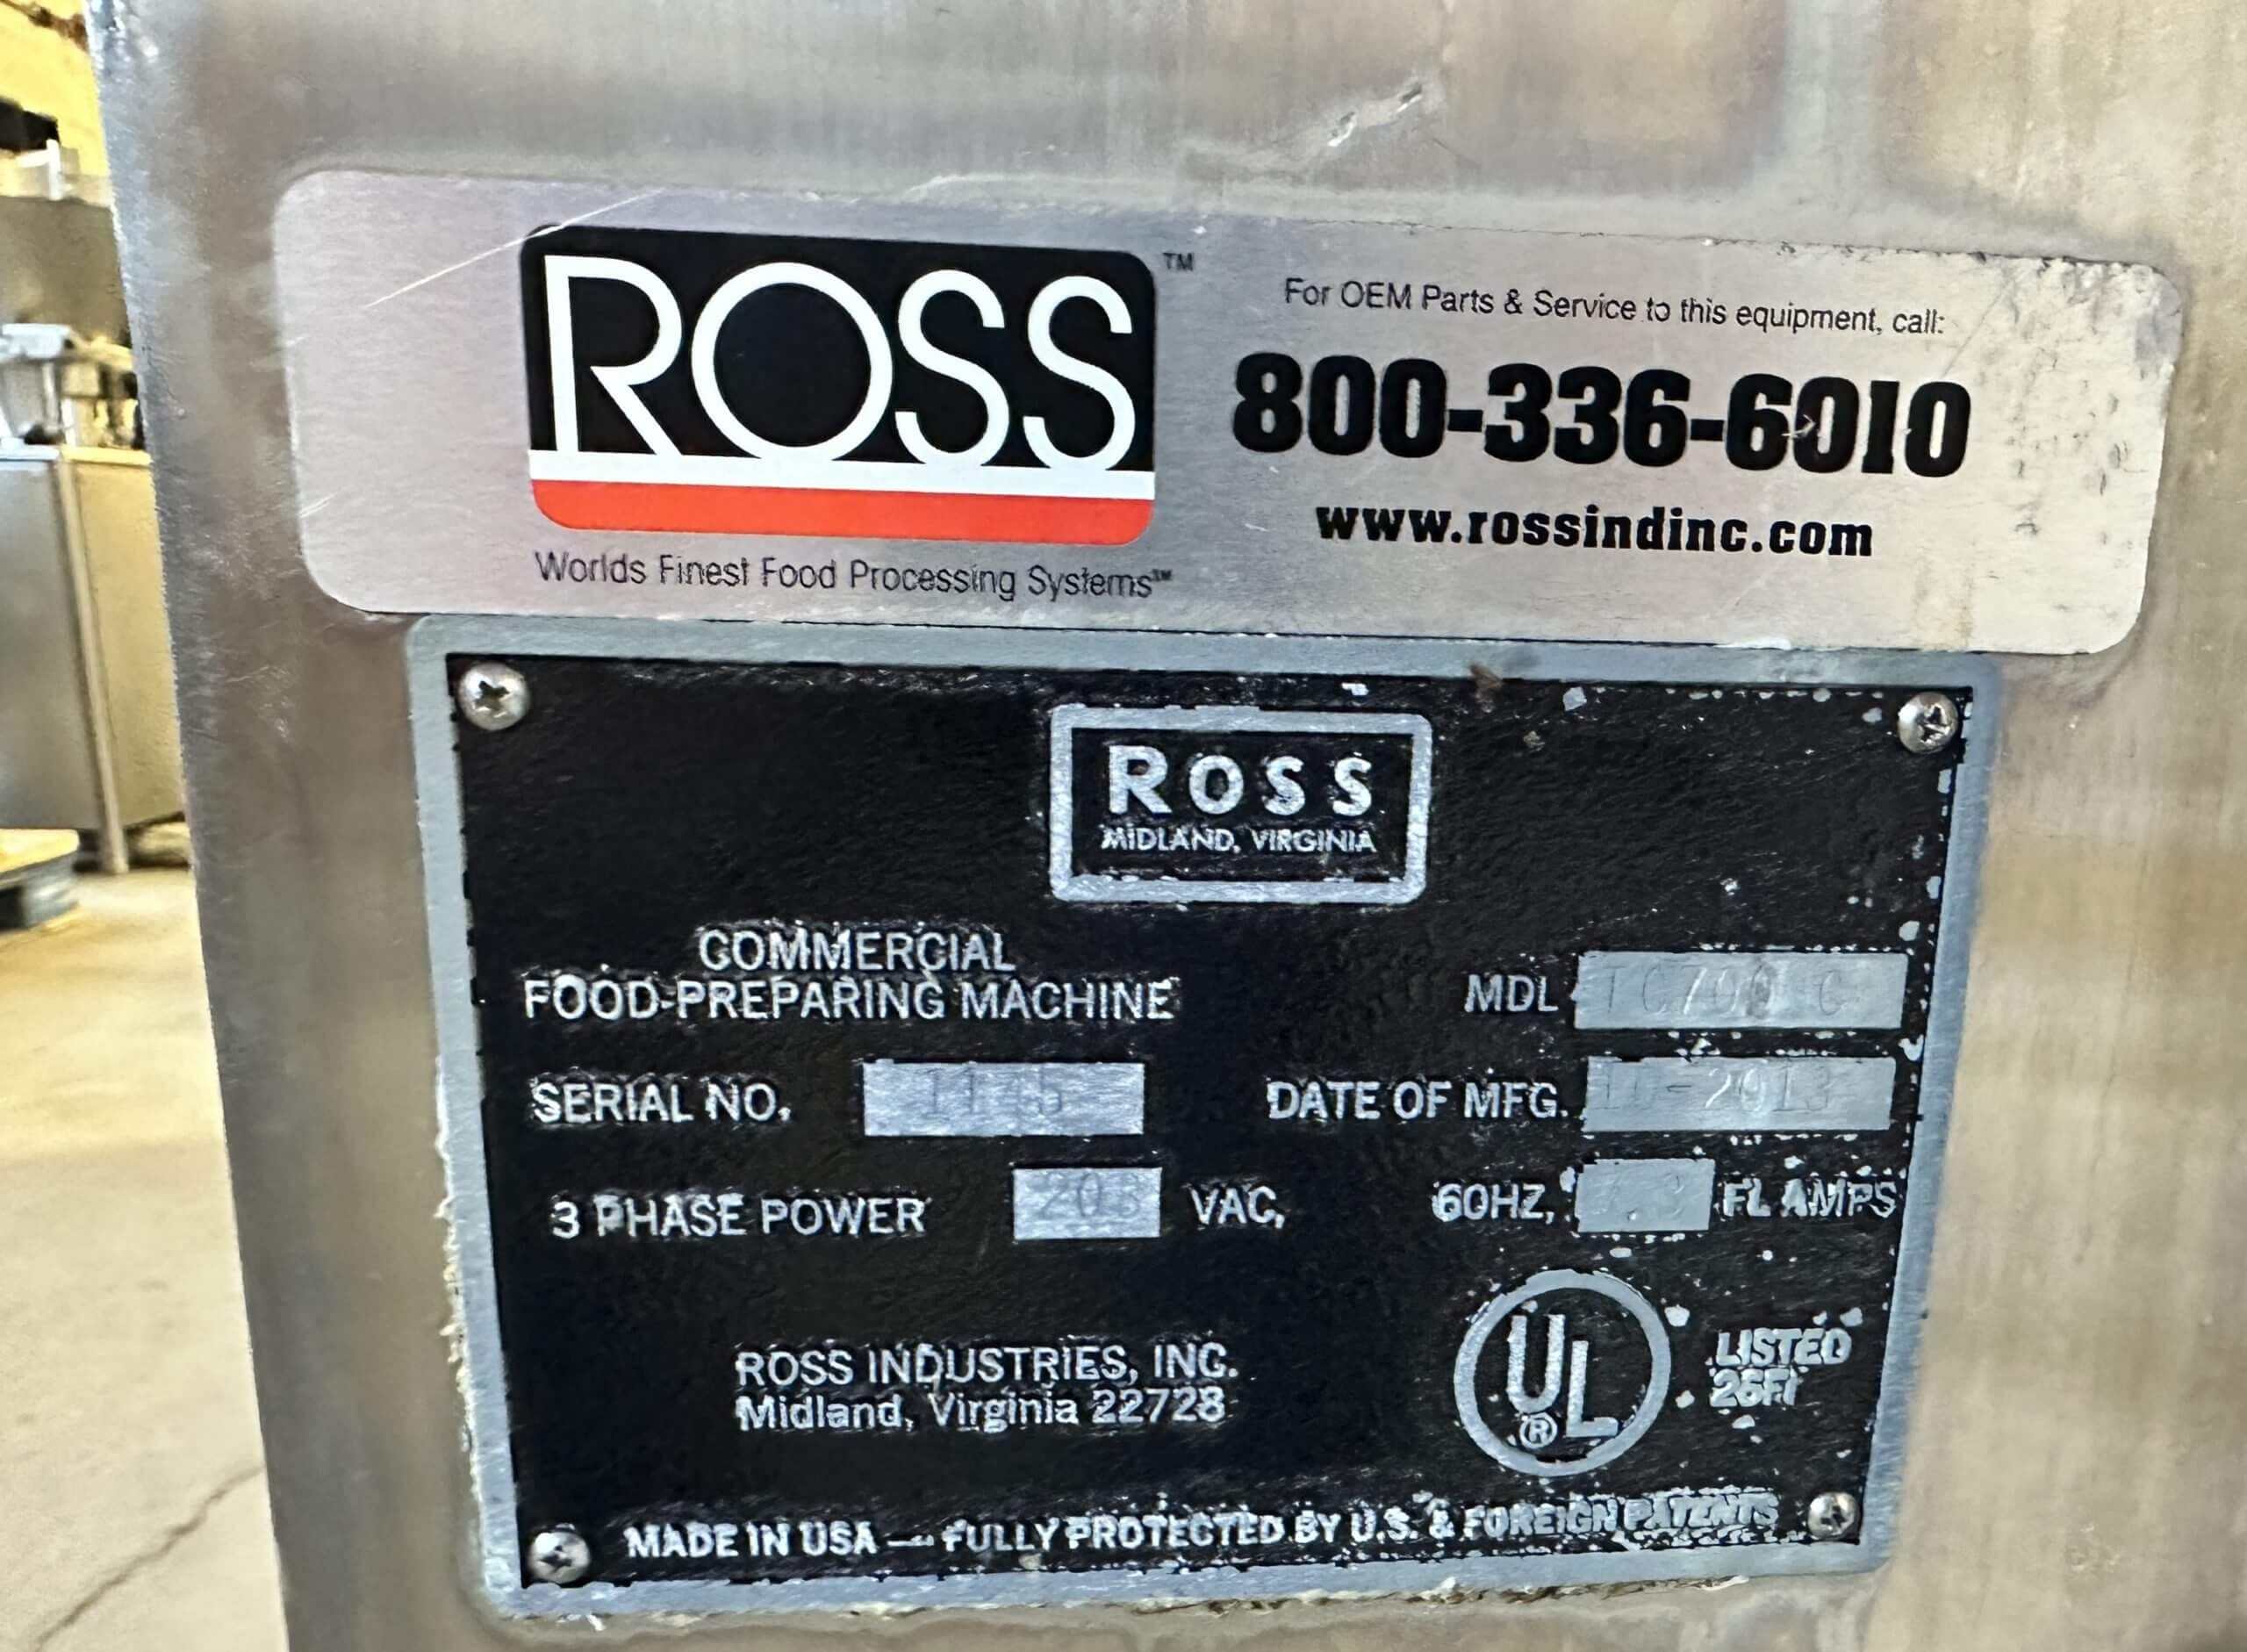 ROSS™
Worlds Finest Food Processing Systems™
For OEM Parts & Service to this equipment, call:
800-336-6010
www.rossindinc.com
ROSS
MIDLAND, VIRGINIA
COMMERCIAL
FOOD-PREPARING MACHINE
MDL
SERIAL NO.
DATE OF MFG. 10-2013
3 PHASE POWER 208 VAC,
60HZ, FL AMPS
ROSS INDUSTRIES, INC.
Midland, Virginia 22728
UL®
LISTED
MADE IN USA — FULLY PROTECTED BY U.S. & FOREIGN PATENTS